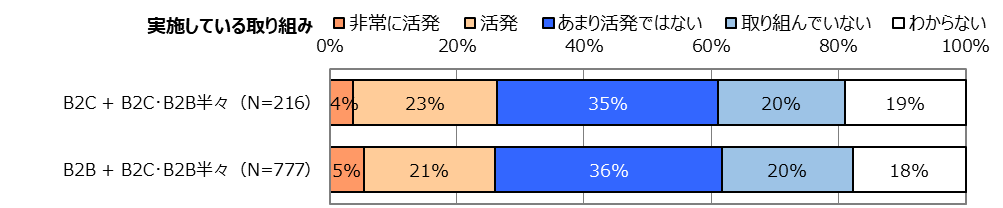 実施している取り組み
非常に活発 活発 あまり活発ではない 取り組んでいない わからない
0% 20% 40% 60% 80% 100%
B2C + B2C･B2B半々（N=216） 4% 23% 35% 20% 19%
B2B + B2C･B2B半々（N=777） 5% 21% 36% 20% 18%